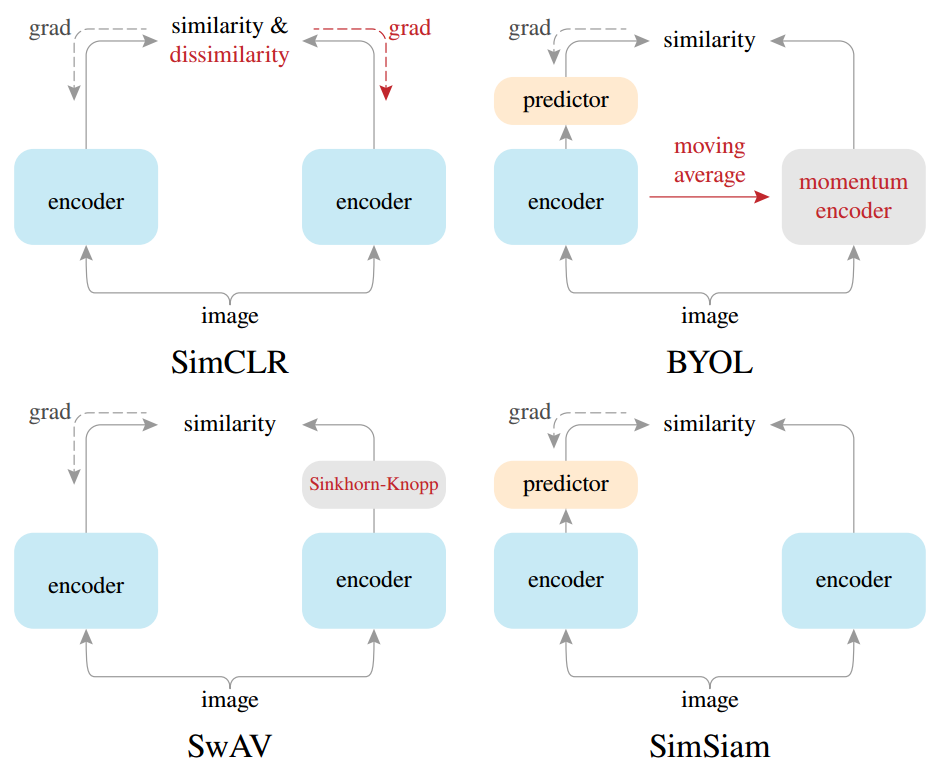 grad
similarity &
dissimilarity
grad
encoder
encoder
image
SimCLR
grad
similarity
predictor
encoder
moving
average
momentum
encoder
image
BYOL
grad
similarity
Sinkhorn-Knopp
encoder
encoder
image
SwAV
grad
similarity
predictor
encoder
encoder
image
SimSiam